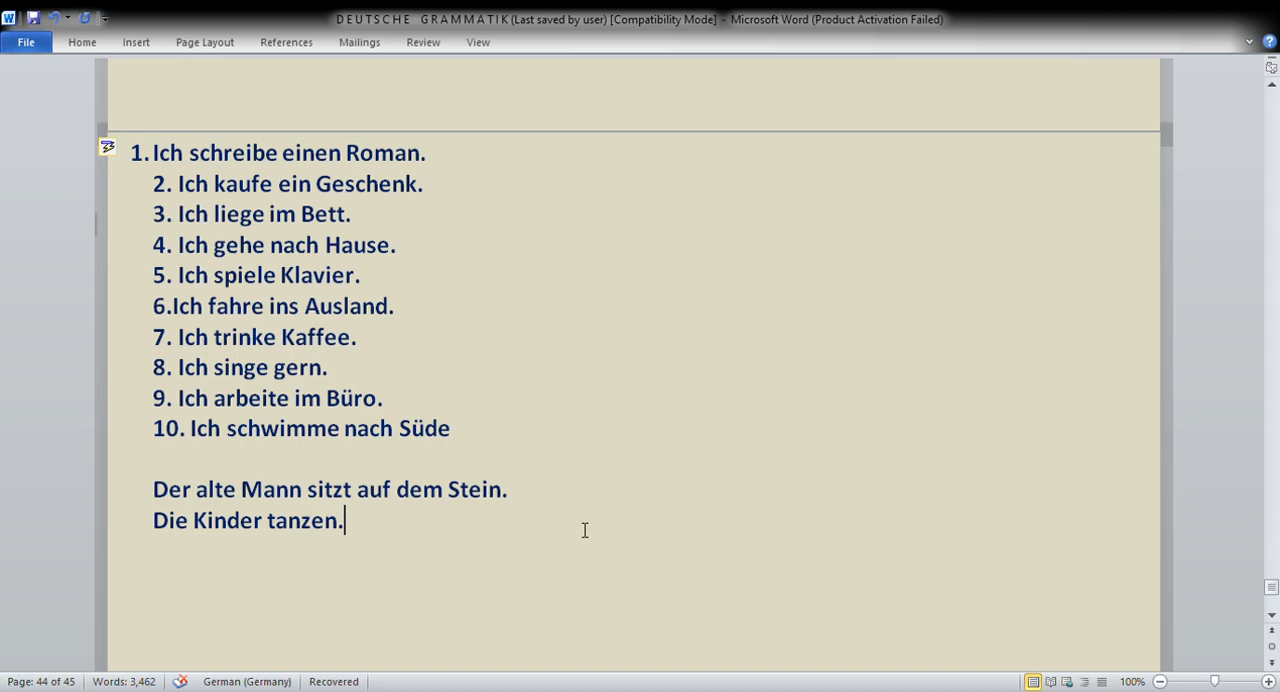 D E U T S C H E   G R A M M A T I K (Last saved by user) [Compatibility Mode]  -  Microsoft Word (Product Activation Failed)
File Home Insert Page Layout References Mailings Review View
1. Ich schreibe einen Roman.
2. Ich kaufe ein Geschenk.
3. Ich liege im Bett.
4. Ich gehe nach Hause.
5. Ich spiele Klavier.
6.Ich fahre ins Ausland.
7. Ich trinke Kaffee.
8. Ich singe gern.
9. Ich arbeite im Büro.
10. Ich schwimme nach Süde
Der alte Mann sitzt auf dem Stein.
Die Kinder tanzen.
Page: 44 of 45 Words: 3,462 German (Germany) Recovered 100%